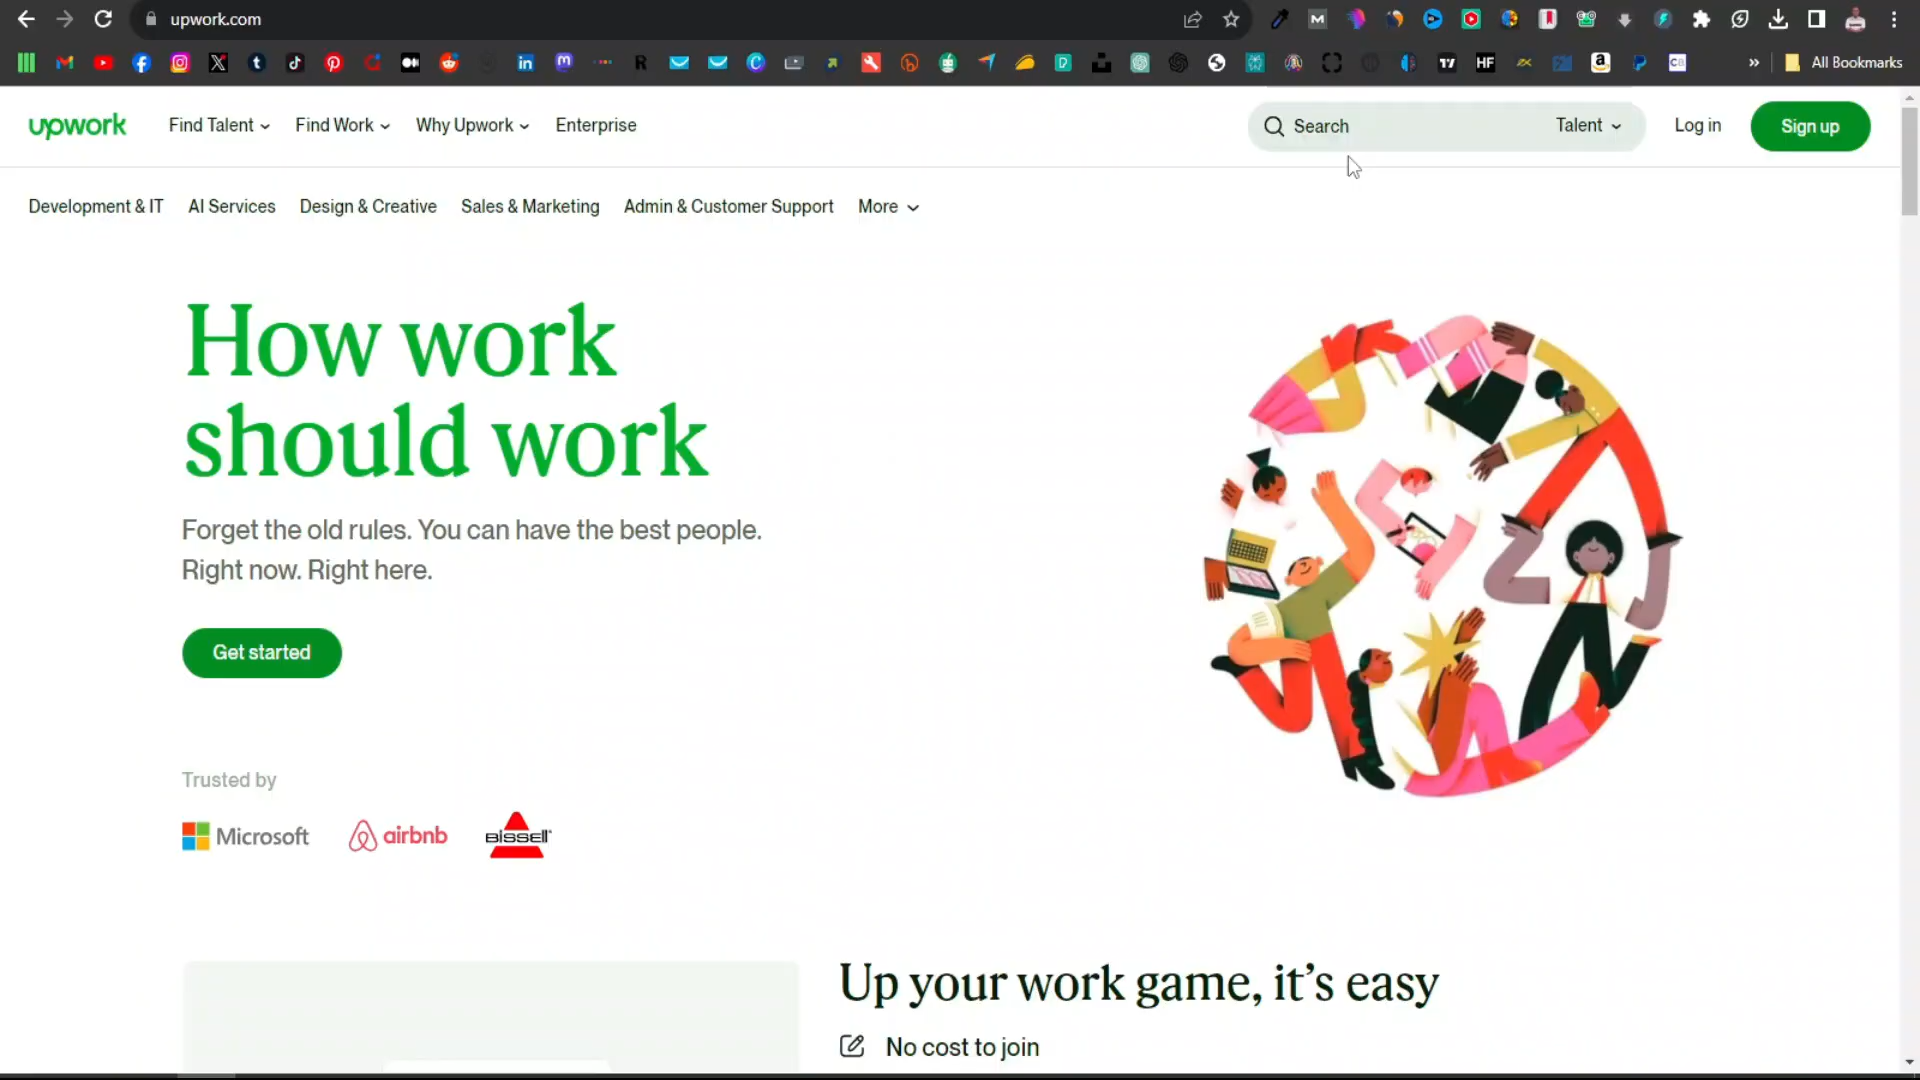 upwork.com
All Bookmarks
upwork
Find Talent
Find Work
Why Upwork
Enterprise
Search
Talent
Log in
Sign up
Development & IT
AI Services
Design & Creative
Sales & Marketing
Admin & Customer Support
More
How work
should work
Forget the old rules. You can have the best people.
Right now. Right here.
Get started
Trusted by
Microsoft
airbnb
BISSELL
Up your work game, it's easy
No cost to join